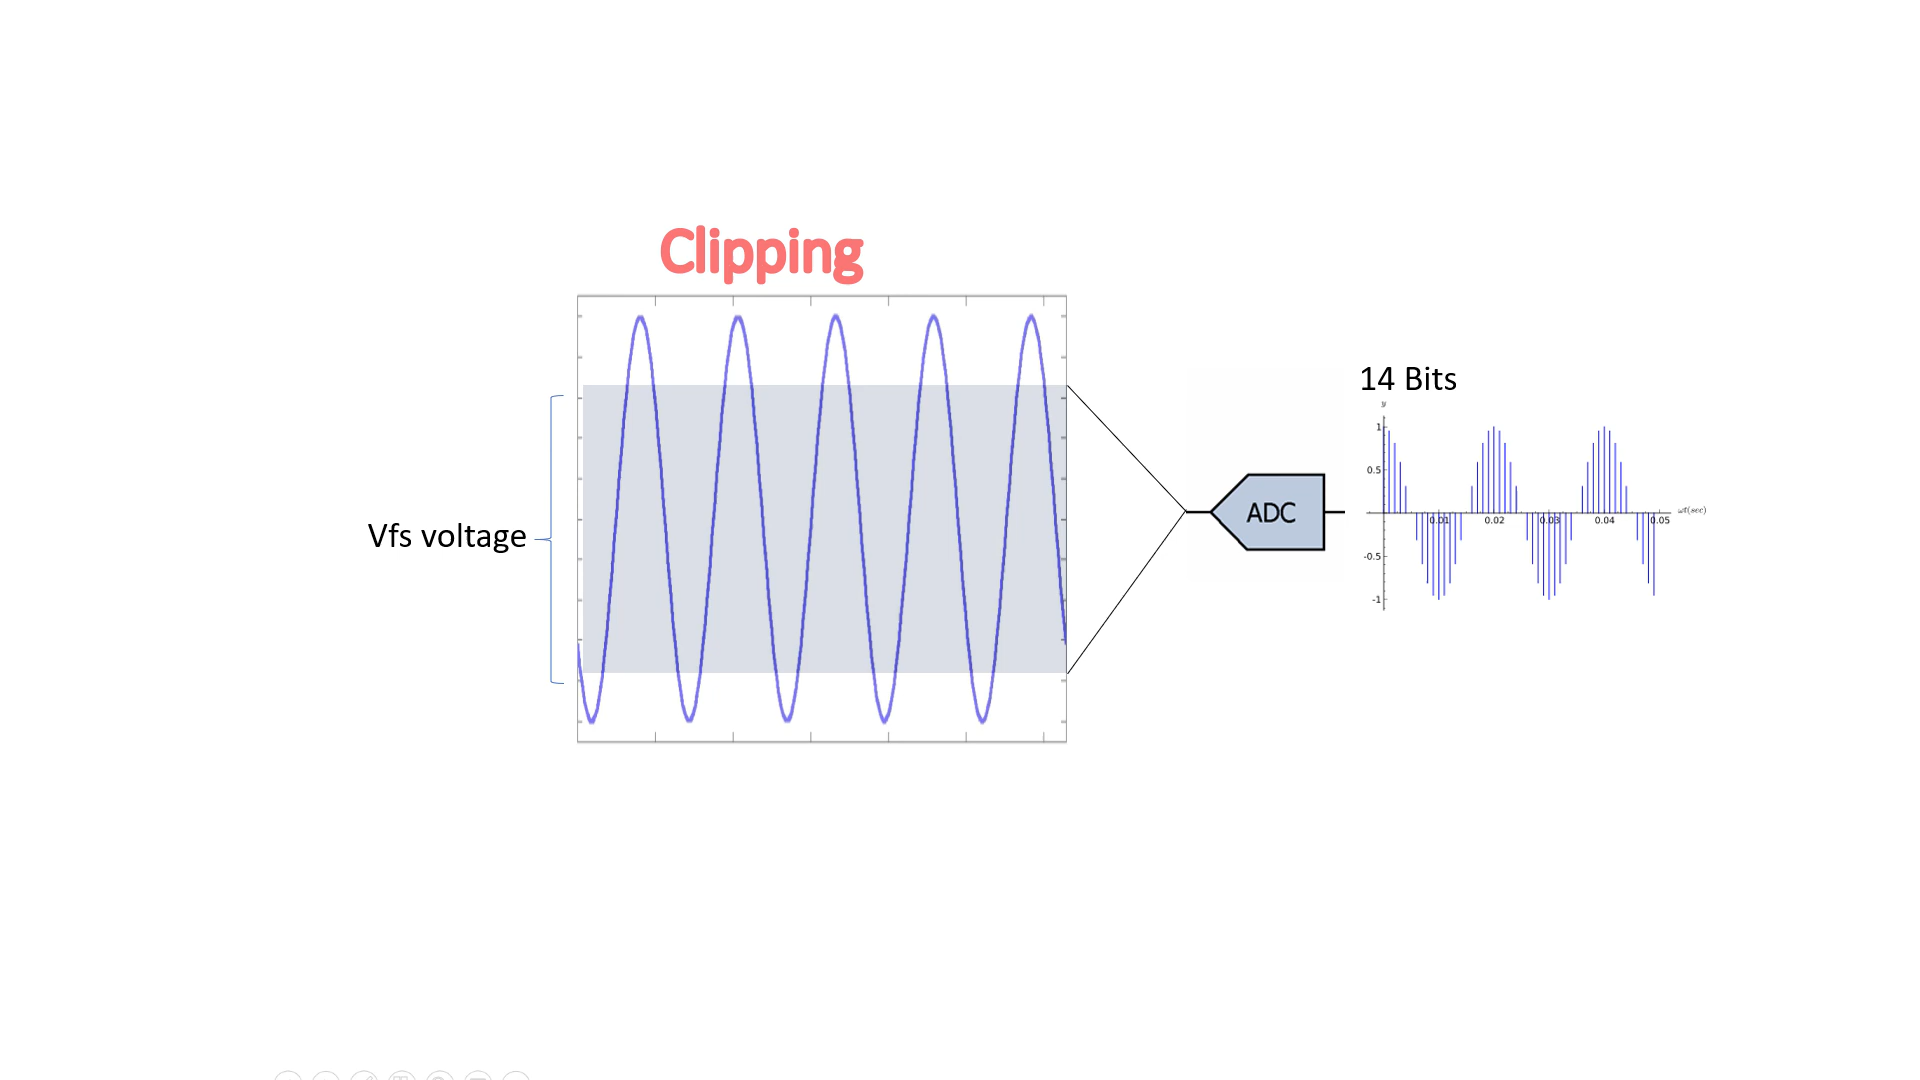 Clipping
14 Bits
y
1
0.5
Vfs voltage
ADC
0.01
0.02
0.03
0.04
0.05
ωt(sec)
-0.5
-1